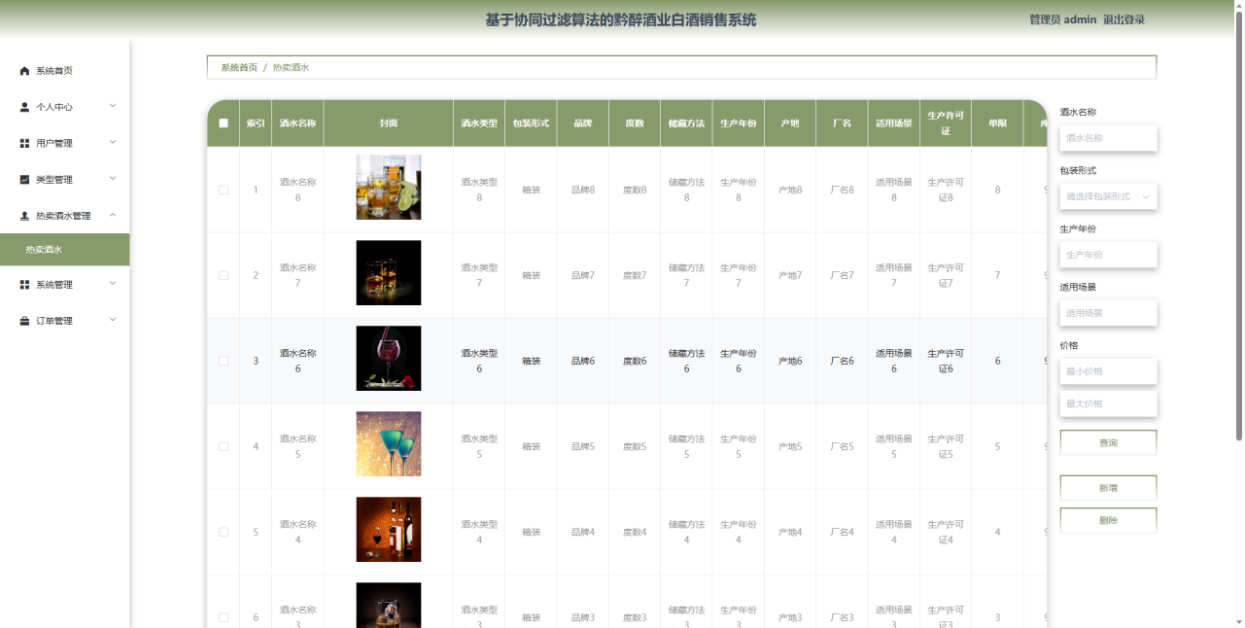 基于协同过滤算法的黔醉酒业白酒销售系统
管理员 admin 退出登录
系统首页
个人中心
用户管理
类型管理
热卖酒水管理
热卖酒水
系统管理
订单管理
系统首页 / 热卖酒水
索引 酒水名称 封面 酒水类型 包装形式 品牌 度数 储藏方法 生产年份 产地 厂名 适用场景 生产许可证 单限
1 酒水名称8 酒水类型8 箱装 品牌8 度数8 储藏方法8 生产年份8 产地8 厂名8 适用场景8 生产许可证8 8
2 酒水名称7 酒水类型7 箱装 品牌7 度数7 储藏方法7 生产年份7 产地7 厂名7 适用场景7 生产许可证7 7
3 酒水名称6 酒水类型6 箱装 品牌6 度数6 储藏方法6 生产年份6 产地6 厂名6 适用场景6 生产许可证6 6
4 酒水名称5 酒水类型5 箱装 品牌5 度数5 储藏方法5 生产年份5 产地5 厂名5 适用场景5 生产许可证5 5
5 酒水名称4 酒水类型4 箱装 品牌4 度数4 储藏方法4 生产年份4 产地4 厂名4 适用场景4 生产许可证4 4
6 酒水名称3 酒水类型3 箱装 品牌3 度数3 储藏方法3 生产年份3 产地3 厂名3 适用场景3 生产许可证3 3
酒水名称
酒水名称
包装形式
请选择包装形式
生产年份
生产年份
适用场景
适用场景
价格
最小价格
最大价格
查询
新增
删除